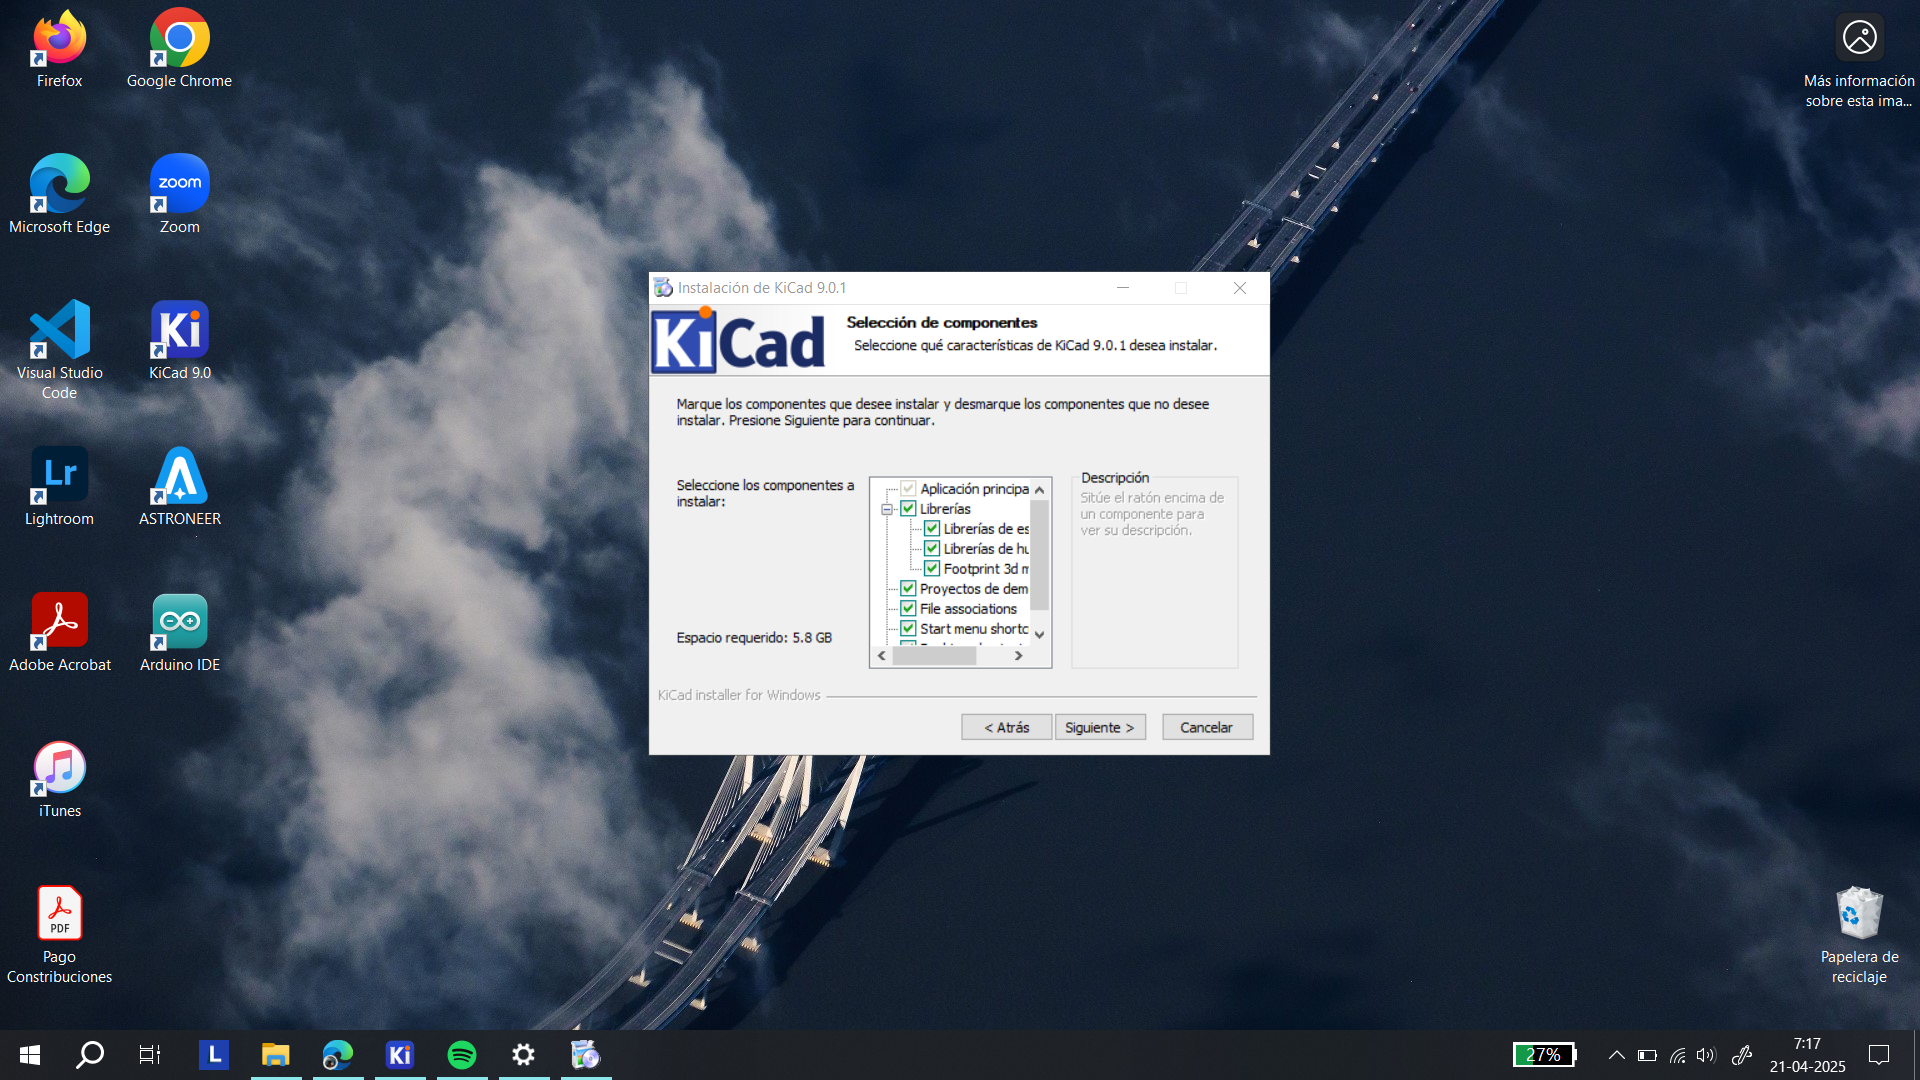 Firefox
Google Chrome
Más información
sobre esta ima...
Microsoft Edge
zoom
Zoom
Visual Studio
Code
Ki
KiCad 9.0
Lr
Lightroom
ASTRONEER
Adobe Acrobat
Arduino IDE
iTunes
PDF
Pago
Constribuciones
Papelera de
reciclaje
Instalación de KiCad 9.0.1
KiCad
Selección de componentes
Seleccione qué características de KiCad 9.0.1 desea instalar.
Marque los componentes que desee instalar y desmarque los componentes que no desee
instalar. Presione Siguiente para continuar.
Seleccione los componentes a
instalar:
Aplicación principa
Librerías
Librerías de es
Librerías de hu
Footprint 3d m
Proyectos de dem
File associations
Start menu shortc
Espacio requerido: 5.8 GB
Descripción
Sitúe el ratón encima de
un componente para
ver su descripción.
KiCad installer for Windows
< Atrás
Siguiente >
Cancelar
L
Ki
27%
7:17
21-04-2025